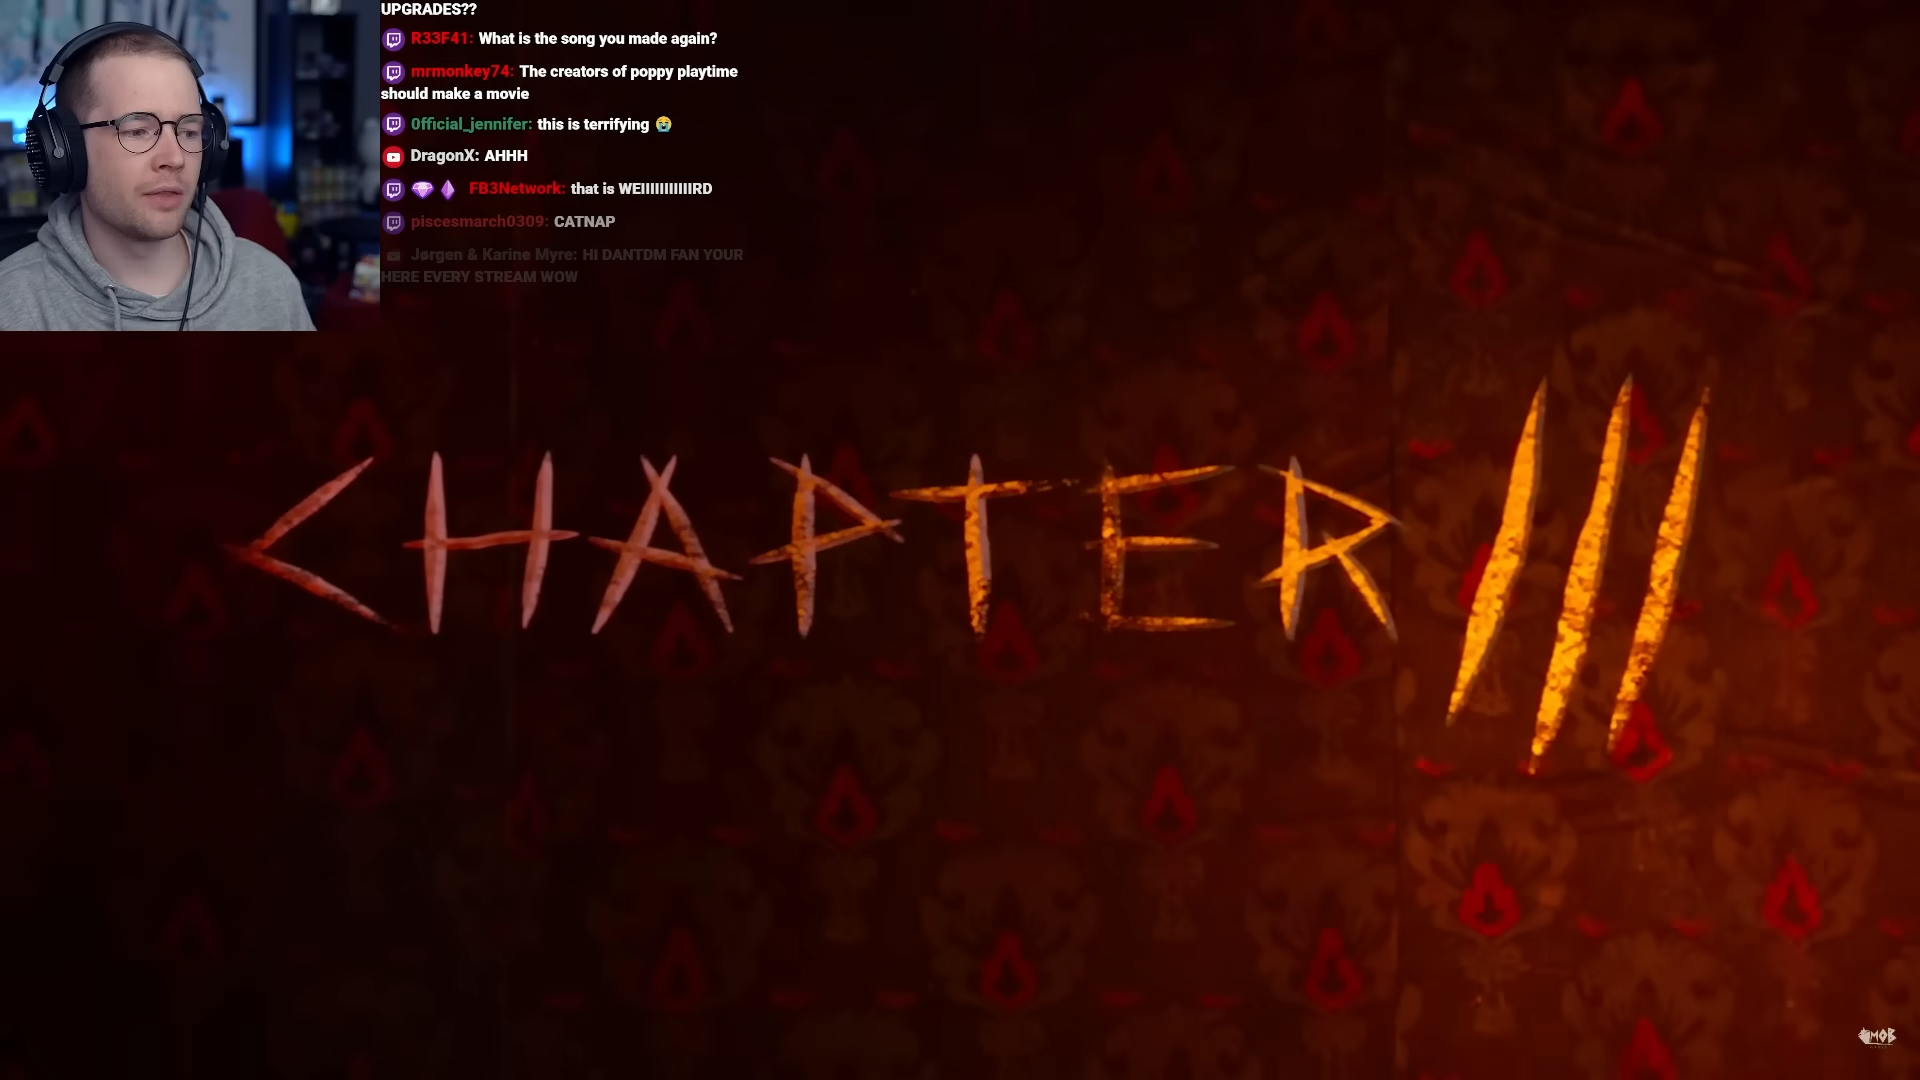 UPGRADES??
R33F41: What is the song you made again?
mrmonkey74: The creators of poppy playtime
should make a movie
0fficial_jennifer: this is terrifying 😭
DragonX: AHHH
FB3Network: that is WEIIIIIIIIIIRD
piscesmarch0309: CATNAP
Jørgen & Karine Myre: HI DANTDM FAN YOUR
HERE EVERY STREAM WOW
CHAPTER III
MOB